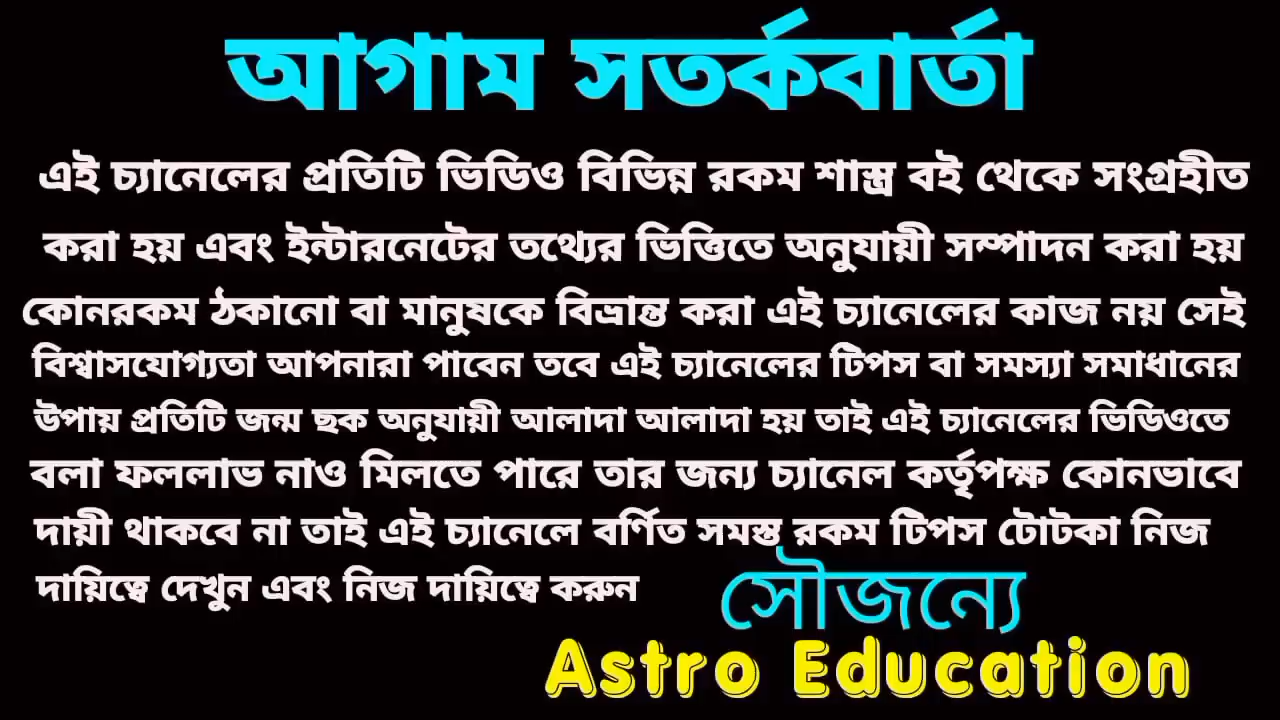 আগাম সতর্কবার্তা
এই চ্যানেলের প্রতিটি ভিডিও বিভিন্ন রকম শাস্ত্র বই থেকে সংগ্রহীত
করা হয় এবং ইন্টারনেটের তথ্যের ভিত্তিতে অনুযায়ী সম্পাদন করা হয়
কোনরকম ঠকানো বা মানুষকে বিভ্রান্ত করা এই চ্যানেলের কাজ নয় সেই
বিশ্বাসযোগ্যতা আপনারা পাবেন তবে এই চ্যানেলের টিপস বা সমস্যা সমাধানের
উপায় প্রতিটি জন্ম ছক অনুযায়ী আলাদা আলাদা হয় তাই এই চ্যানেলের ভিডিওতে
বলা ফললাভ নাও মিলতে পারে তার জন্য চ্যানেল কর্তৃপক্ষ কোনভাবে
দায়ী থাকবে না তাই এই চ্যানেলে বর্ণিত সমস্ত রকম টিপস টোটকা নিজ
দায়িত্বে দেখুন এবং নিজ দায়িত্বে করুন
সৌজন্যে
Astro Education